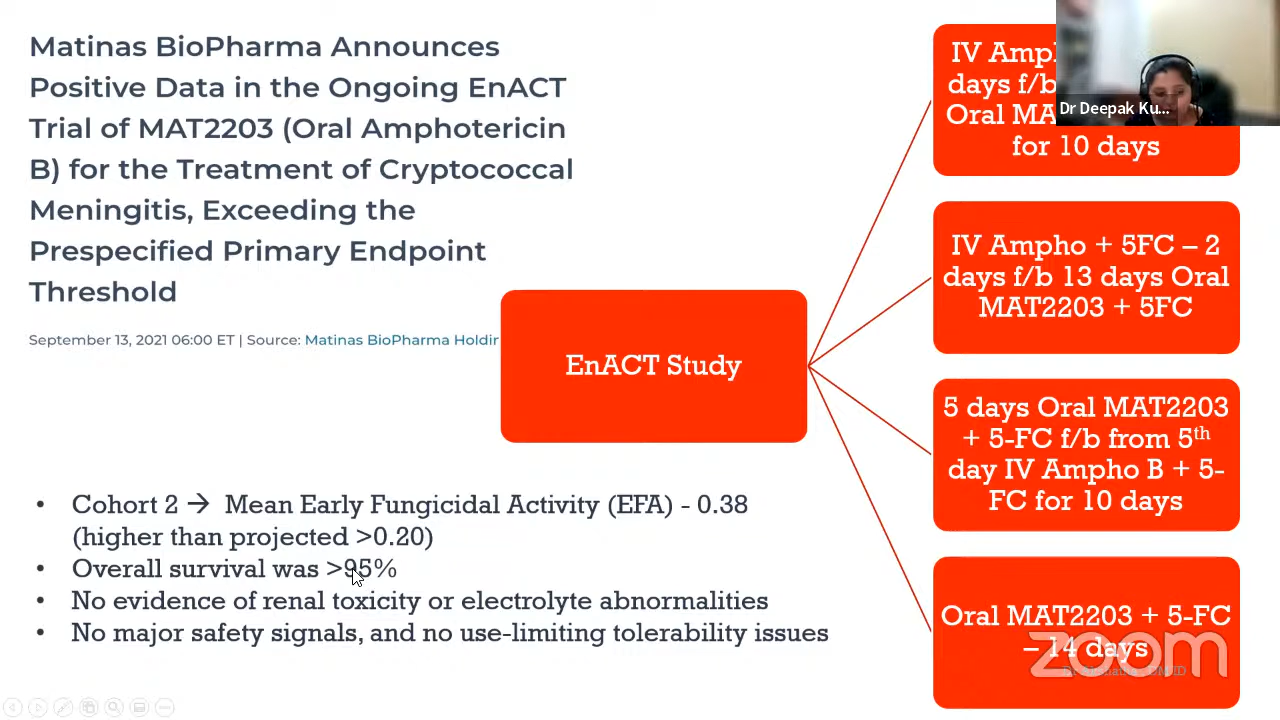 Matinas BioPharma Announces
Positive Data in the Ongoing EnACT
Trial of MAT2203 (Oral Amphotericin
B) for the Treatment of Cryptococcal
Meningitis, Exceeding the
Prespecified Primary Endpoint
Threshold
September 13, 2021 06:00 ET | Source: Matinas BioPharma Holdin
EnACT Study
IV Amp
days f/b
Oral MA
for 10 days
Dr Deepak Ku...
IV Ampho + 5FC – 2
days f/b 13 days Oral
MAT2203 + 5FC
5 days Oral MAT2203
+ 5-FC f/b from 5th
day IV Ampho B + 5-
FC for 10 days
Oral MAT2203 + 5-FC
– 14 days
• Cohort 2 → Mean Early Fungicidal Activity (EFA) - 0.38
(higher than projected >0.20)
• Overall survival was >95%
• No evidence of renal toxicity or electrolyte abnormalities
• No major safety signals, and no use-limiting tolerability issues
zoom